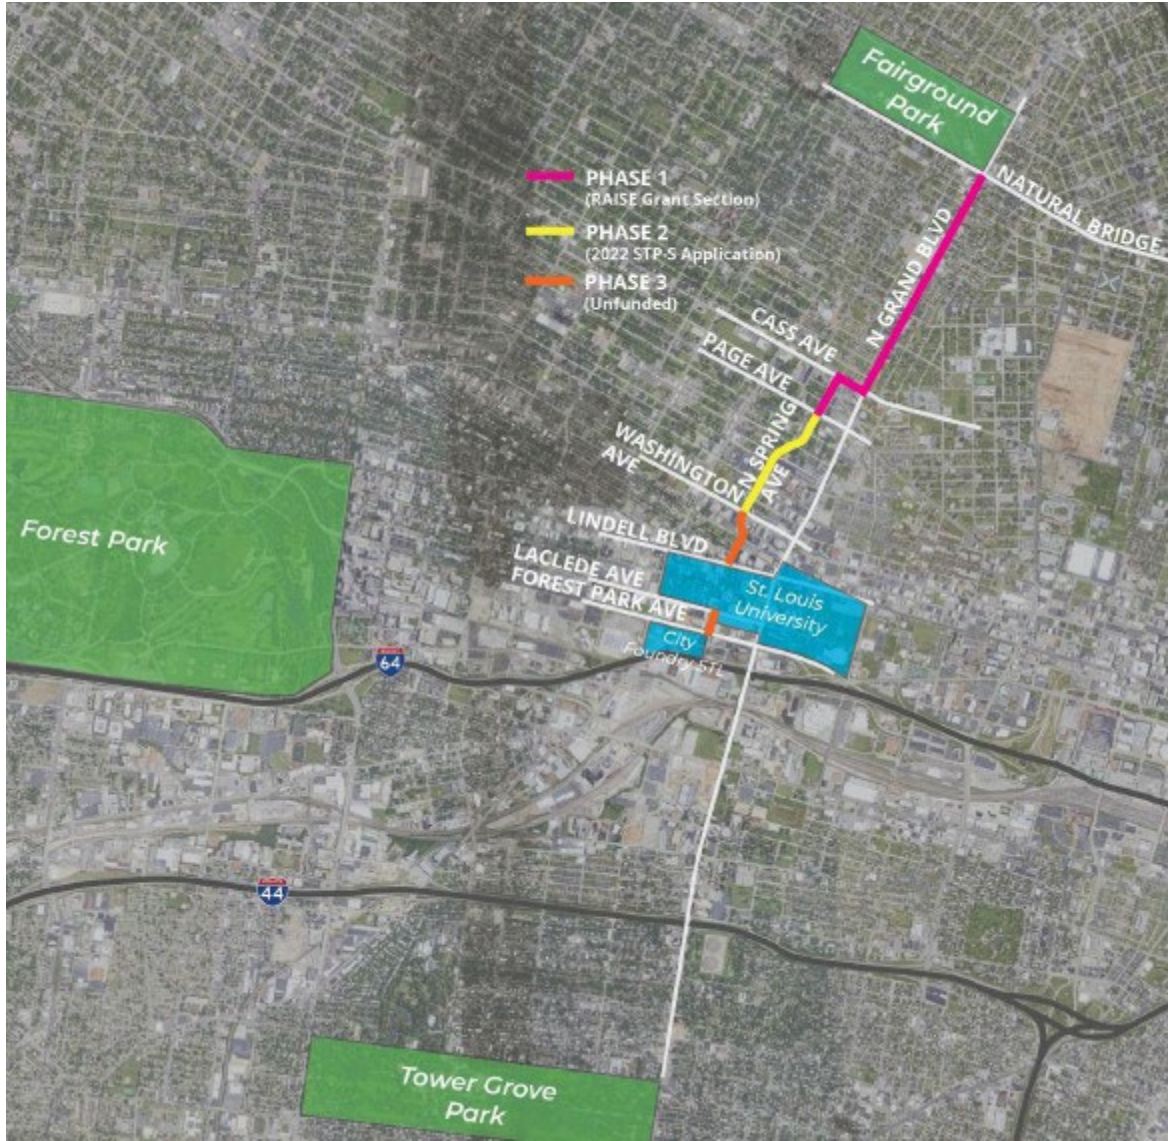 Fairground
Park
PHASE 1
(RAISE Grant Section)
NATURAL BRIDGE
PHASE 2
(2022 STP-S Application)
N GRAND BLVD
PHASE 3
(Unfunded)
CASS AVE
PAGE AVE
N SPRING
AVE
WASHINGTON
AVE
LINDELL BLVD
Forest Park
LACLEDE AVE
FOREST PARK AVE
St. Louis
University
City
Foundry STL
64
44
Tower Grove
Park